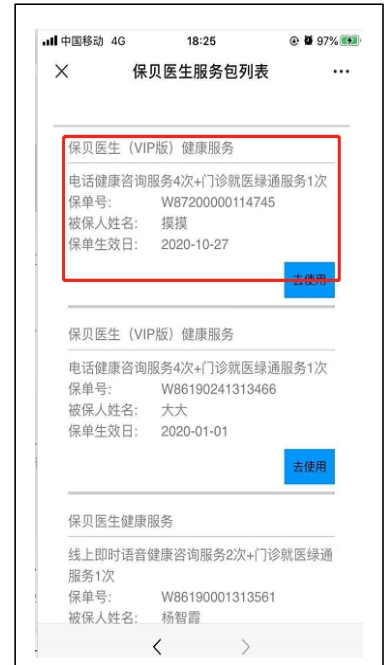 中国移动 4G 18:25 97%
保贝医生服务包列表 ...
保贝医生（VIP版）健康服务
电话健康咨询服务4次+门诊就医绿通服务1次
保单号: W87200000114745
被保人姓名: 摸摸
保单生效日: 2020-10-27
去使用
保贝医生（VIP版）健康服务
电话健康咨询服务4次+门诊就医绿通服务1次
保单号: W86190241313466
被保人姓名: 大大
保单生效日: 2020-01-01
去使用
保贝医生健康服务
线上即时语音健康咨询服务2次+门诊就医绿通
服务1次
保单号: W86190001313561
被保人姓名: 杨智霞